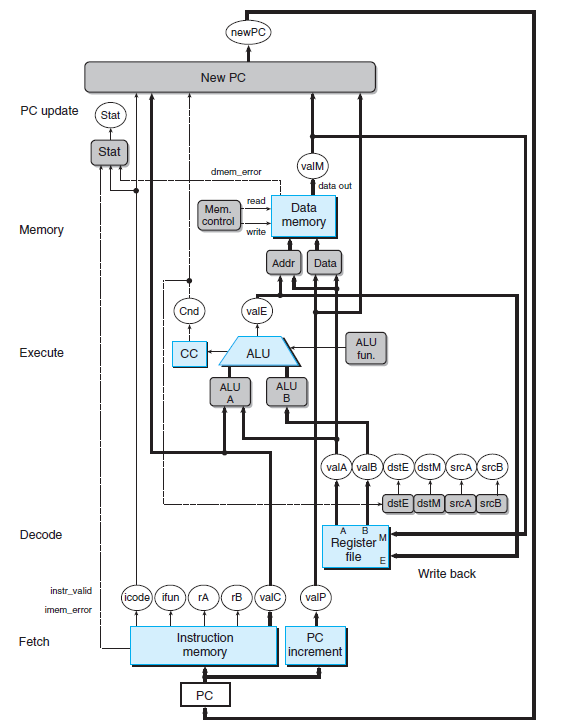 newPC
New PC
PC update
Stat
Stat
dmem_error
valM
data out
Memory
Mem.
control
read
write
Data
memory
Addr
Data
Cnd
valE
Execute
CC
ALU
ALU
fun.
ALU
A
ALU
B
valA
valB
dstE
dstM
srcA
srcB
dstE
dstM
srcA
srcB
Decode
A
B
M
Register
file
E
Write back
instr_valid
imem_error
icode
ifun
rA
rB
valC
valP
Fetch
Instruction
memory
PC
increment
PC